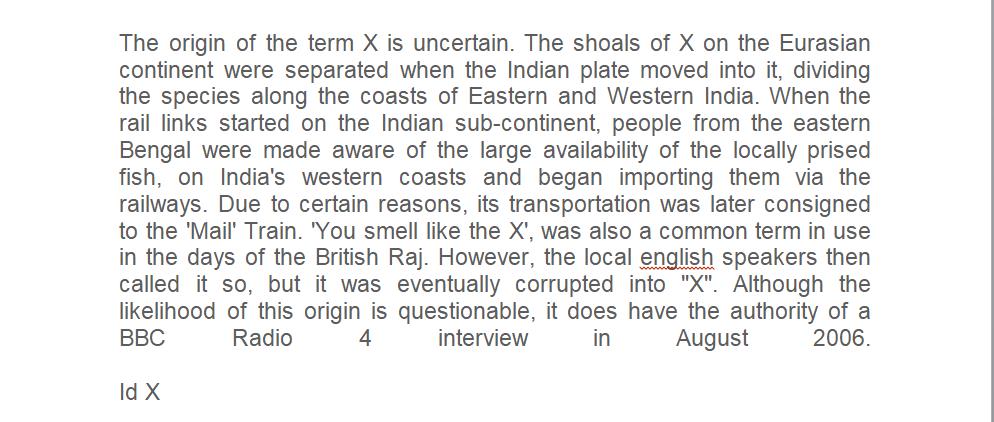 The origin of the term X is uncertain. The shoals of X on the Eurasian
continent were separated when the Indian plate moved into it, dividing
the species along the coasts of Eastern and Western India. When the
rail links started on the Indian sub-continent, people from the eastern
Bengal were made aware of the large availability of the locally prised
fish, on India's western coasts and began importing them via the
railways. Due to certain reasons, its transportation was later consigned
to the 'Mail' Train. 'You smell like the X', was also a common term in use
in the days of the British Raj. However, the local english speakers then
called it so, but it was eventually corrupted into "X". Although the
likelihood of this origin is questionable, it does have the authority of a
BBC Radio 4 interview in August 2006.
Id X